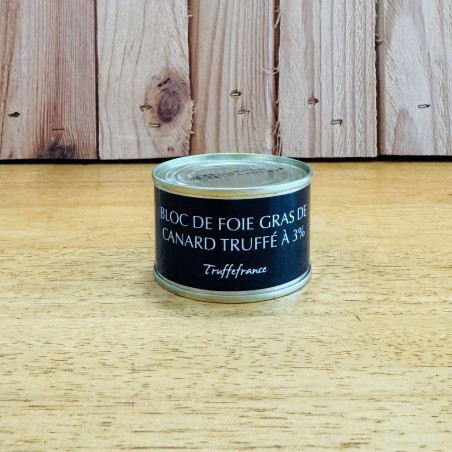 BLOC DE FOIE GRAS DE
CANARD TRUFFÉ À 3%
Truffefrance